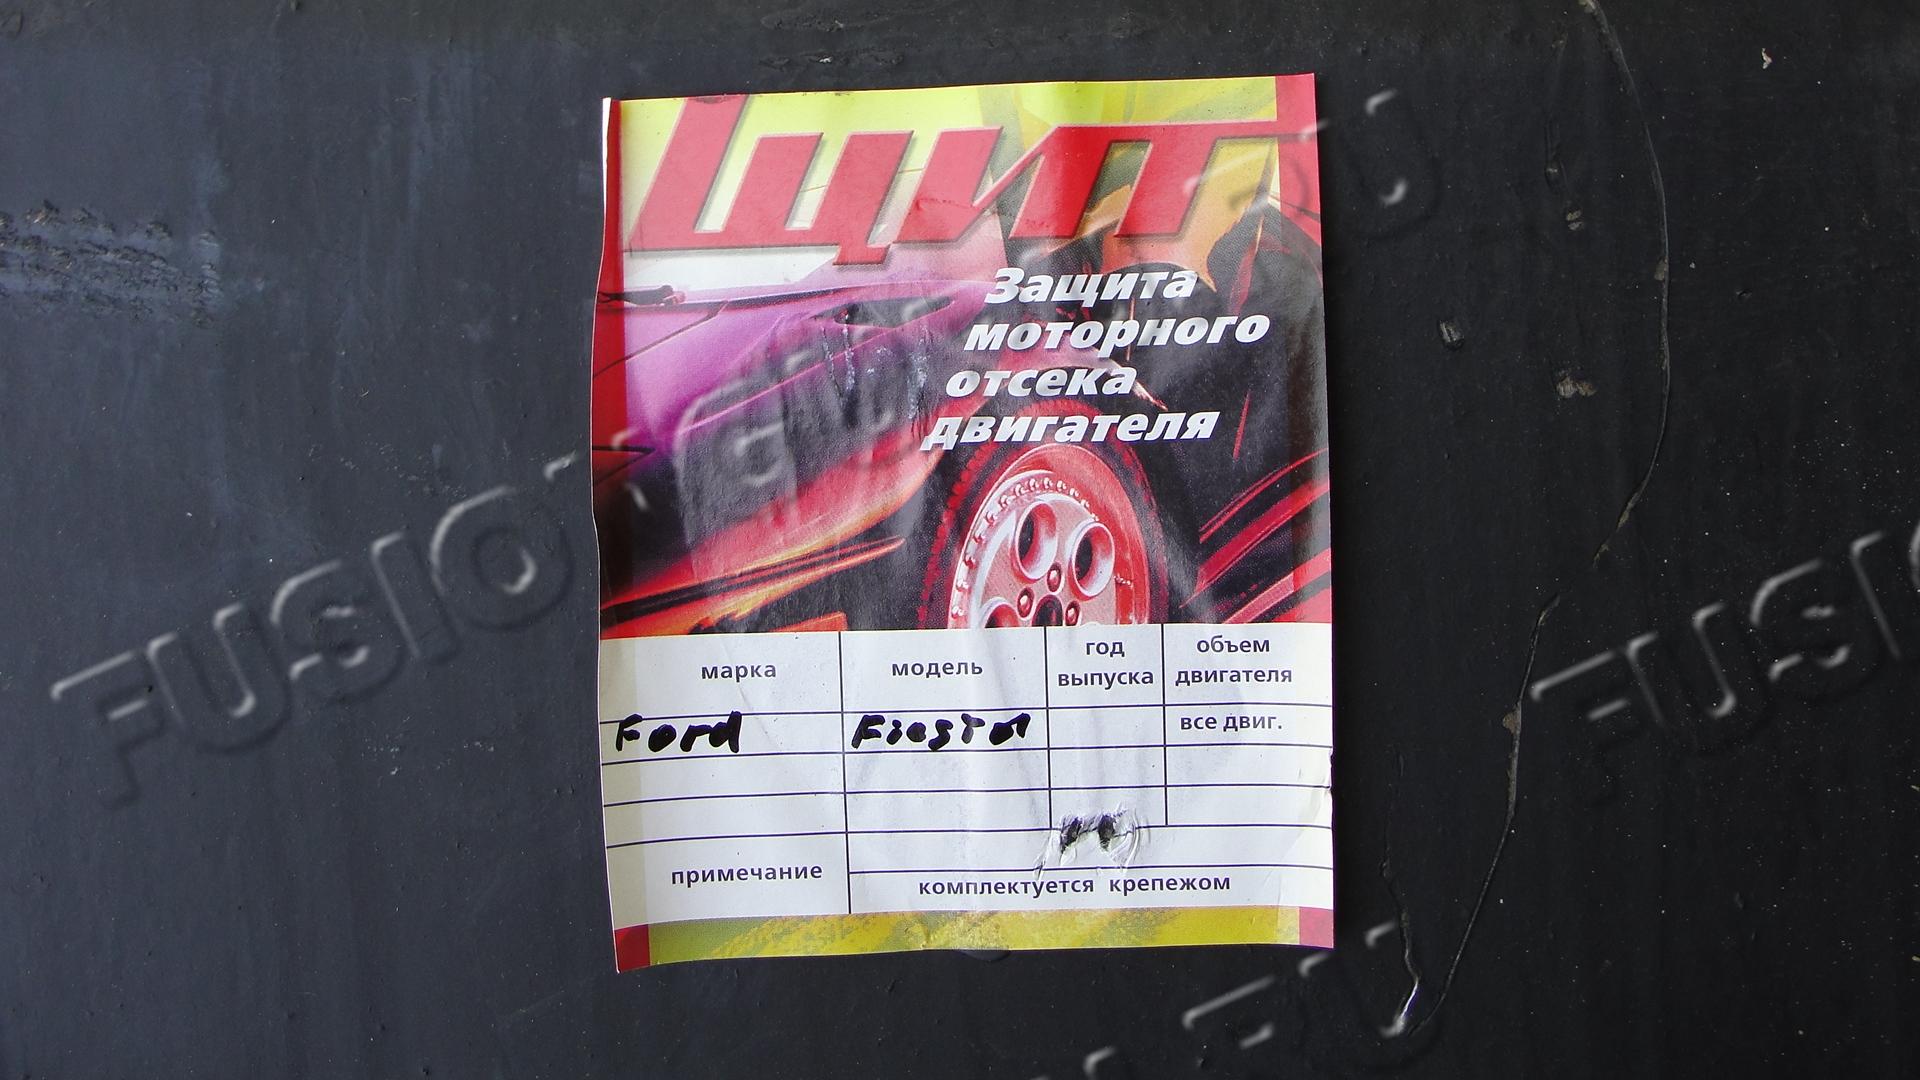 ЩИТ
Защита
моторного
отсека
двигателя
марка
модель
год
выпуска
объем
двигателя
Ford
Fiesta
все двиг.
примечание
комплектуется крепежом